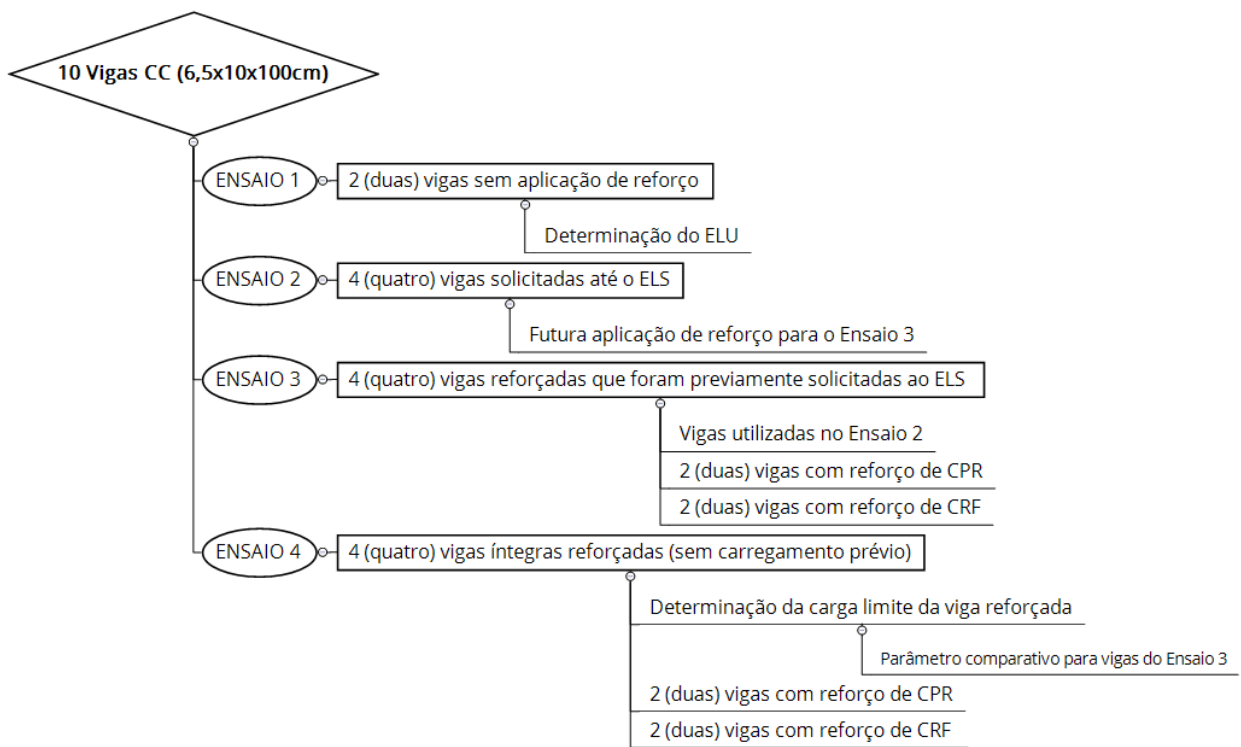 10 Vigas CC (6,5x10x100cm)
ENSAIO 1
2 (duas) vigas sem aplicação de reforço
Determinação do ELU
ENSAIO 2
4 (quatro) vigas solicitadas até o ELS
Futura aplicação de reforço para o Ensaio 3
ENSAIO 3
4 (quatro) vigas reforçadas que foram previamente solicitadas ao ELS
Vigas utilizadas no Ensaio 2
2 (duas) vigas com reforço de CPR
2 (duas) vigas com reforço de CRF
ENSAIO 4
4 (quatro) vigas íntegras reforçadas (sem carregamento prévio)
Determinação da carga limite da viga reforçada
Parâmetro comparativo para vigas do Ensaio 3
2 (duas) vigas com reforço de CPR
2 (duas) vigas com reforço de CRF